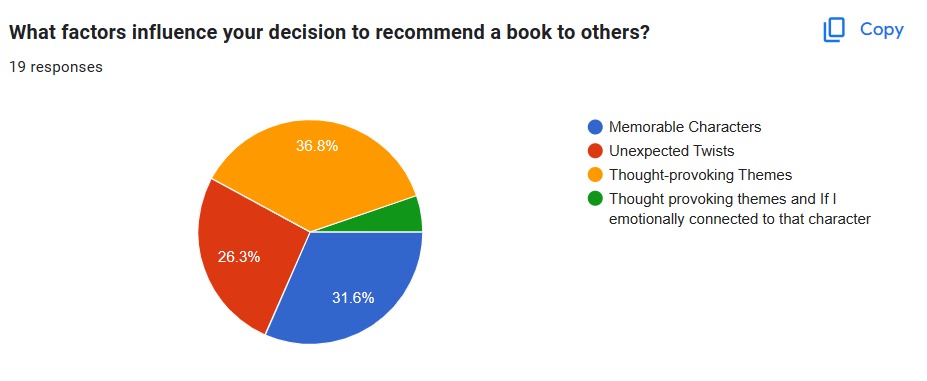 What factors influence your decision to recommend a book to others?
Copy
19 responses
36.8%
26.3%
31.6%
Memorable Characters
Unexpected Twists
Thought-provoking Themes
Thought provoking themes and If I
emotionally connected to that character